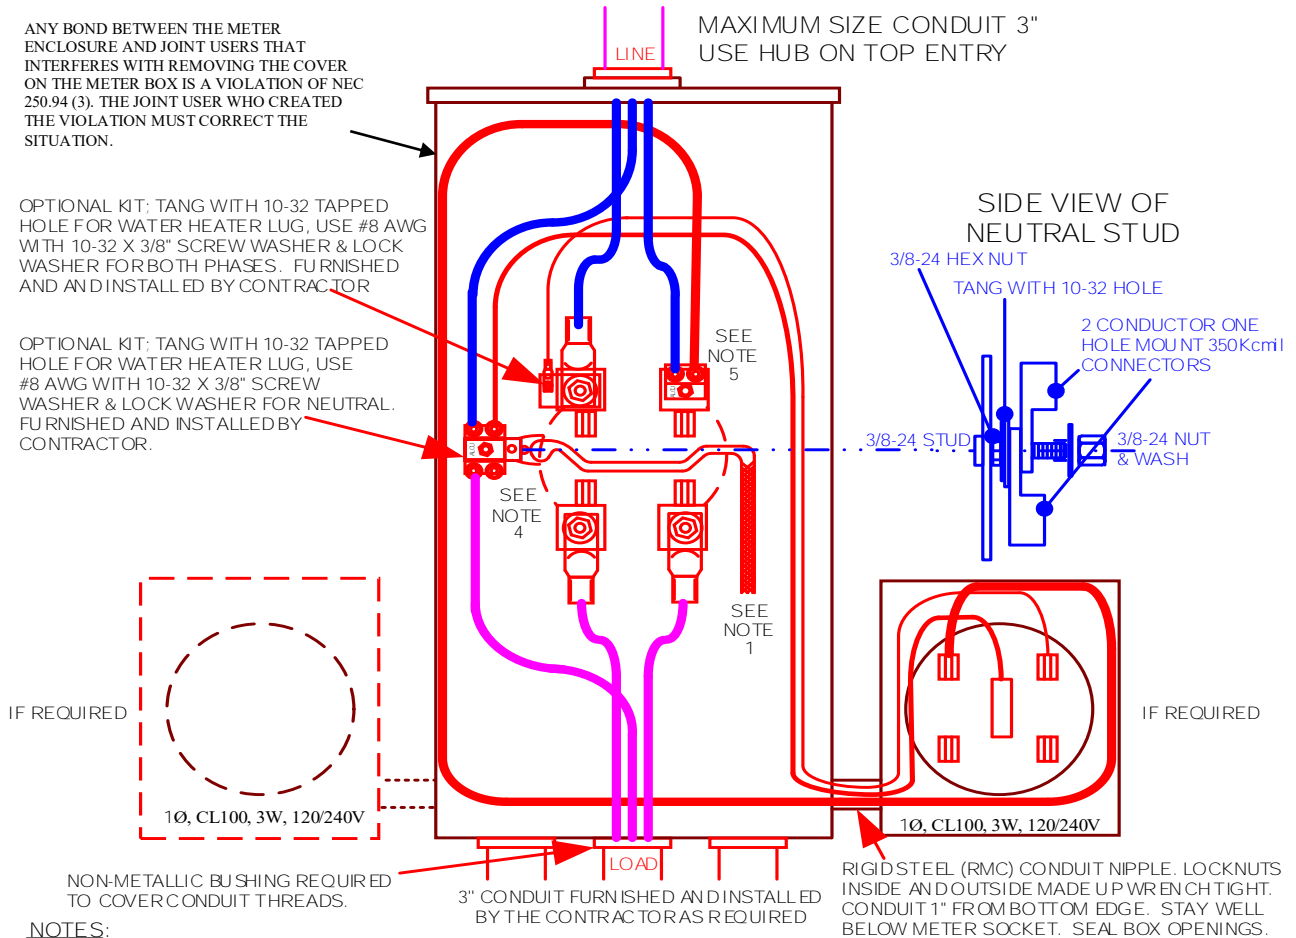 ANY BOND BETWEEN THE METER
ENCLOSURE AND JOINT USERS THAT
INTERFERES WITH REMOVING THE COVER
ON THE METER BOX IS A VIOLATION OF NEC
250.94 (3). THE JOINT USER WHO CREATED
THE VIOLATION MUST CORRECT THE
SITUATION.
LINE
MAXIMUM SIZE CONDUIT 3"
USE HUB ON TOP ENTRY
OPTIONAL KIT; TANG WITH 10-32 TAPPED
HOLE FOR WATER HEATER LUG, USE #8 AWG
WITH 10-32 X 3/8" SCREW WASHER & LOCK
WASHER FOR BOTH PHASES. FURNISHED
AND AND INSTALLED BY CONTRACTOR
OPTIONAL KIT; TANG WITH 10-32 TAPPED
HOLE FOR WATER HEATER LUG, USE
#8 AWG WITH 10-32 X 3/8" SCREW
WASHER & LOCK WASHER FOR NEUTRAL.
FURNISHED AND INSTALLED BY
CONTRACTOR.
SEE
NOTE
5
SEE
NOTE
4
SEE
NOTE
1
SIDE VIEW OF
NEUTRAL STUD
3/8-24 HEX NUT
TANG WITH 10-32 HOLE
2 CONDUCTOR ONE
HOLE MOUNT 350Kcmil
CONNECTORS
3/8-24 STUD
3/8-24 NUT
& WASH
IF REQUIRED
1Ø, CL100, 3W, 120/240V
IF REQUIRED
1Ø, CL100, 3W, 120/240V
LOAD
NON-METALLIC BUSHING REQUIRED
TO COVER CONDUIT THREADS.
3" CONDUIT FURNISHED AND INSTALLED
BY THE CONTRACTOR AS REQUIRED
RIGID STEEL (RMC) CONDUIT NIPPLE. LOCKNUTS
INSIDE AND OUTSIDE MADE UP WRENCH TIGHT.
CONDUIT 1" FROM BOTTOM EDGE. STAY WELL
BELOW METER SOCKET. SEAL BOX OPENINGS.
NOTES: